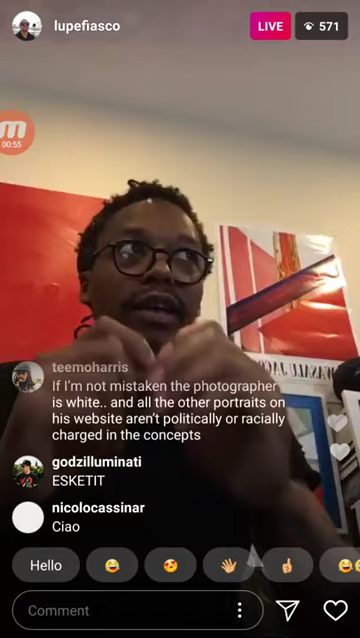 lupefiasco
LIVE
571
00:55
teemoharris
If I'm not mistaken the photographer
is white.. and all the other portraits on
his website aren't politically or racially
charged in the concepts
godzilluminati
ESKETIT
nicolocassinar
Ciao
Hello
Comment